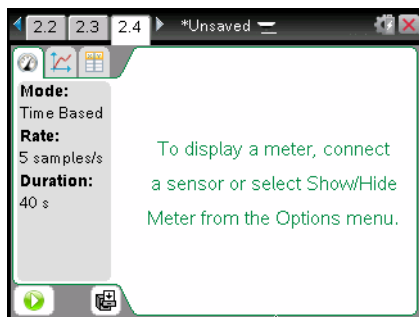 2.2 2.3 2.4 *Unsaved
Mode:
Time Based
Rate:
5 samples/s
Duration:
40 s
To display a meter, connect
a sensor or select Show/Hide
Meter from the Options menu.